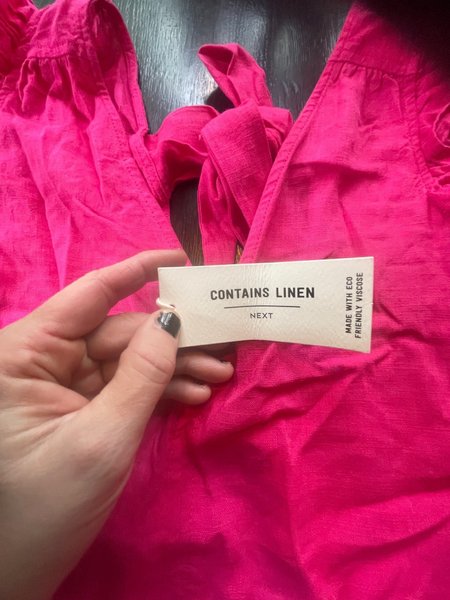 CONTAINS LINEN
NEXT
MADE WITH ECO
FRIENDLY VISCOSE